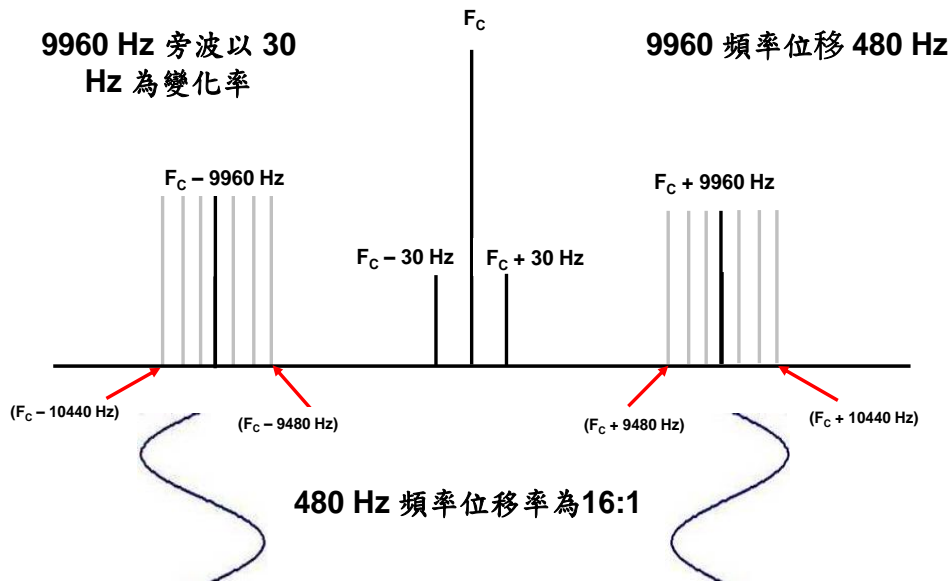 F_C
9960 Hz 旁波以 30
Hz 為變化率
9960 頻率位移 480 Hz
F_C – 9960 Hz
F_C + 9960 Hz
F_C – 30 Hz
F_C + 30 Hz
(F_C – 10440 Hz)
(F_C – 9480 Hz)
(F_C + 9480 Hz)
(F_C + 10440 Hz)
480 Hz 頻率位移率為16:1